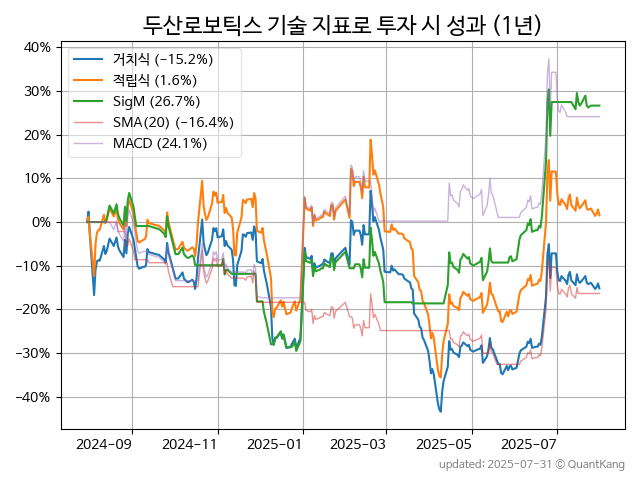 두산로보틱스 기술 지표로 투자 시 성과 (1년)
40%
30%
20%
10%
0%
−10%
−20%
−30%
−40%
거치식 (−15.2%)
적립식 (1.6%)
SigM (26.7%)
SMA(20) (−16.4%)
MACD (24.1%)
2024−09
2024−11
2025−01
2025−03
2025−05
2025−07
updated: 2025-07-31 © QuantKang